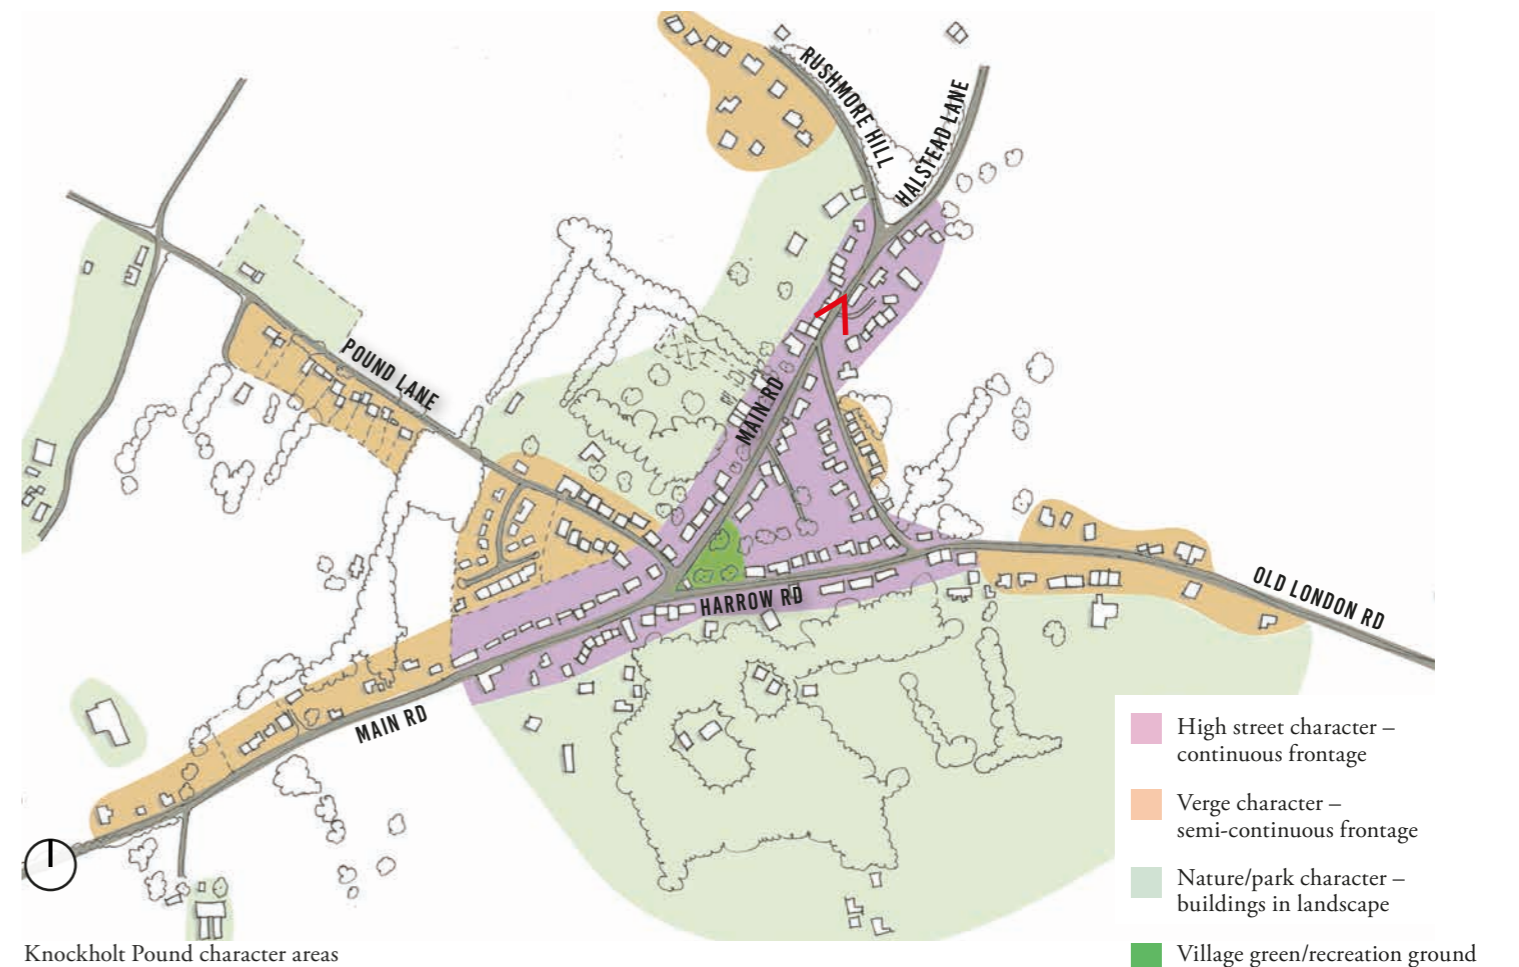 RUSHMORE HILL
HALSTEAD LANE
POUND LANE
MAIN RD
HARROW RD
OLD LONDON RD
MAIN RD
High street character –
continuous frontage
Verge character –
semi-continuous frontage
Nature/park character –
buildings in landscape
Village green/recreation ground
Knockholt Pound character areas